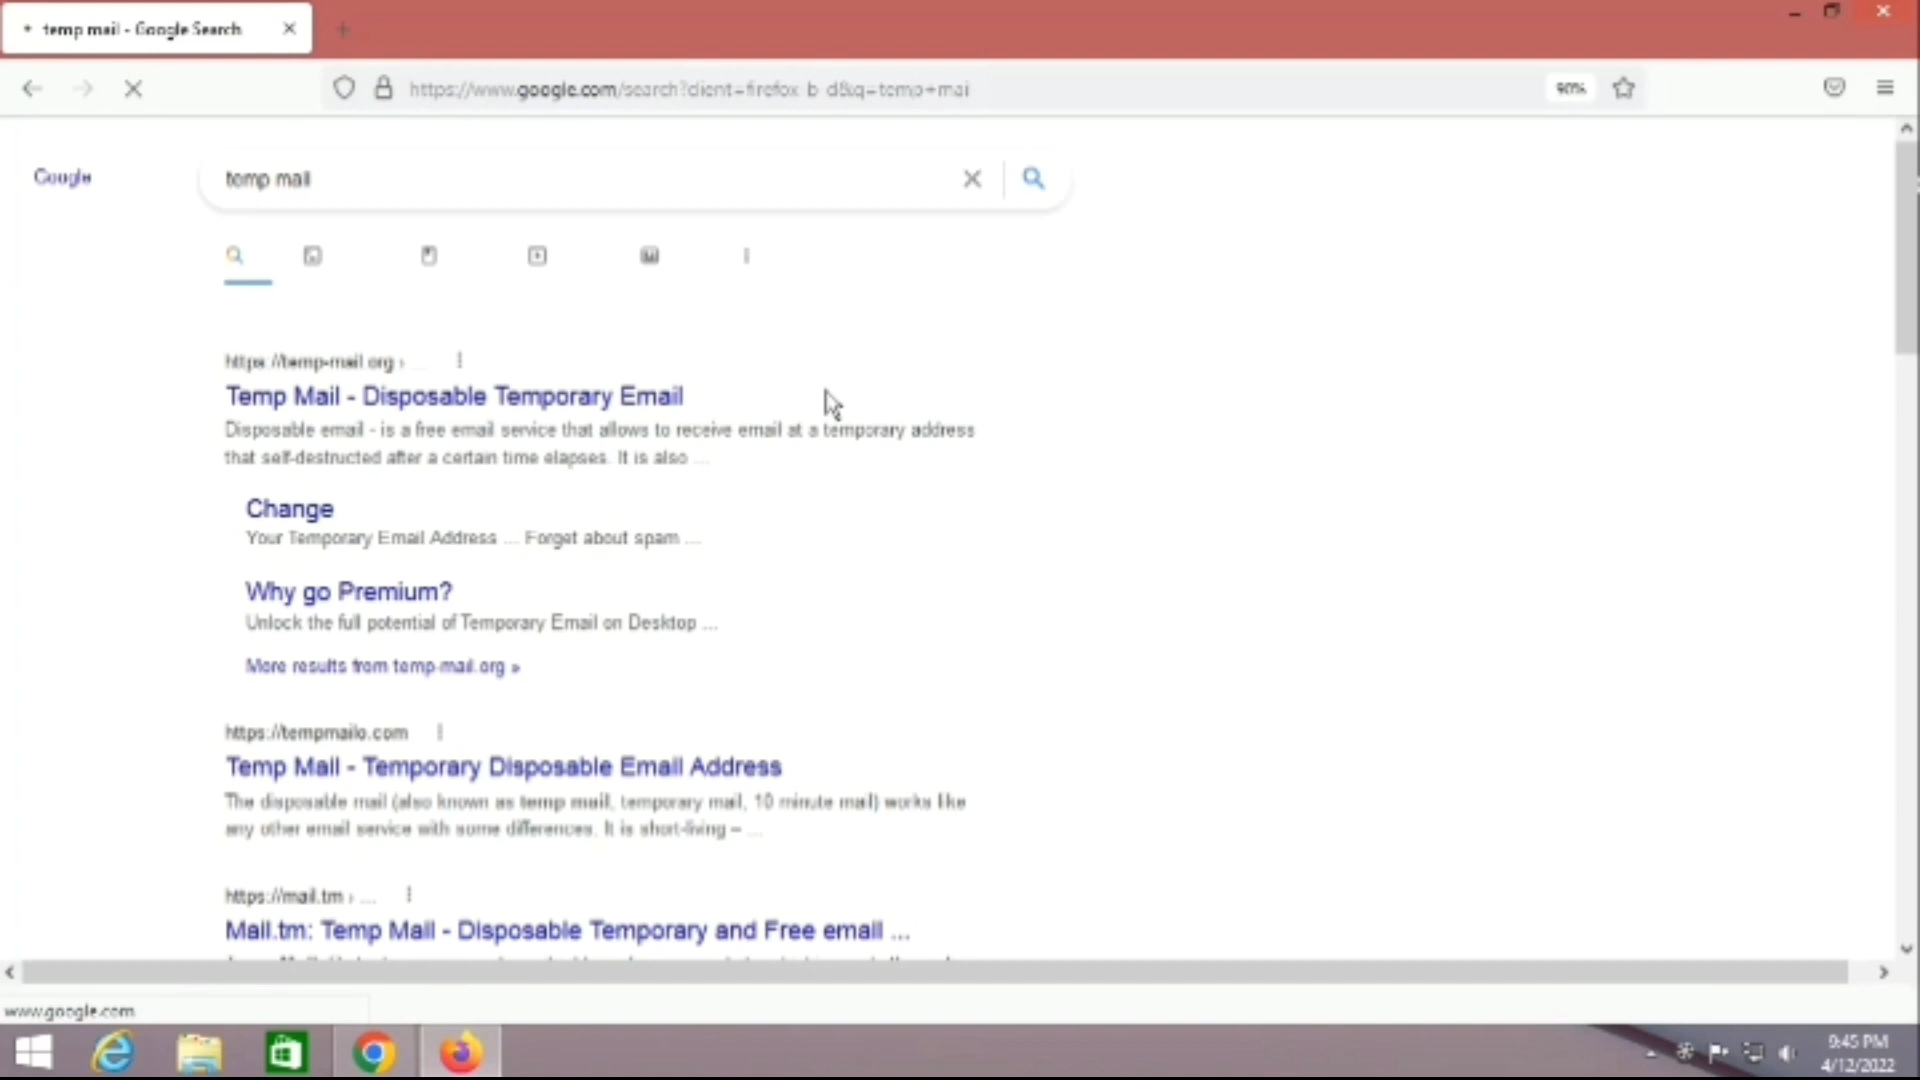 temp mail - Google Search
https://www.google.com/search?client=firefox-b-d&q=temp+mai
90%
Google
temp mail
https://temp-mail.org › ...
Temp Mail - Disposable Temporary Email
Disposable email - is a free email service that allows to receive email at a temporary address
that self-destructed after a certain time elapses. It is also ...
Change
Your Temporary Email Address ... Forget about spam ...
Why go Premium?
Unlock the full potential of Temporary Email on Desktop ...
More results from temp-mail.org »
https://tempmailo.com
Temp Mail - Temporary Disposable Email Address
The disposable mail (also known as temp mail, temporary mail, 10 minute mail) works like
any other email service with some differences. It is short-living – ...
https://mail.tm › ...
Mail.tm: Temp Mail - Disposable Temporary and Free email ...
www.google.com
9:45 PM
4/12/2022